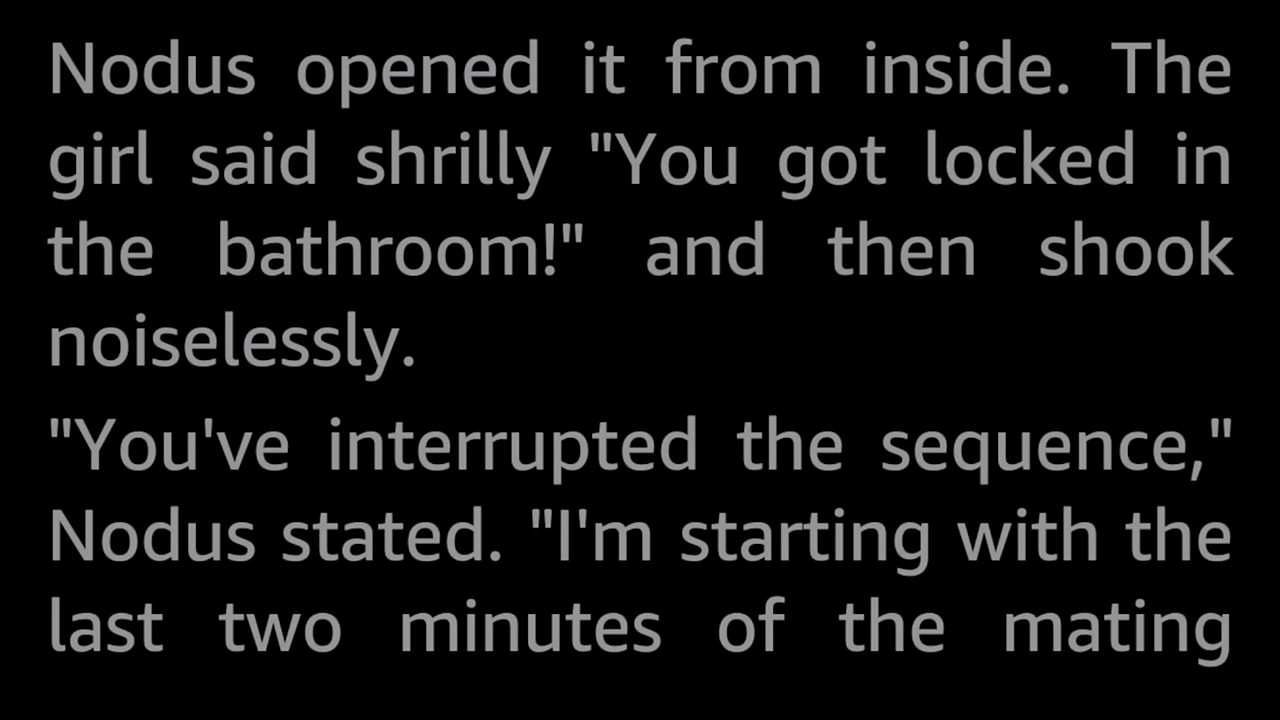 Nodus opened it from inside. The
girl said shrilly "You got locked in
the bathroom!" and then shook
noiselessly.
"You've interrupted the sequence,"
Nodus stated. "I'm starting with the
last two minutes of the mating